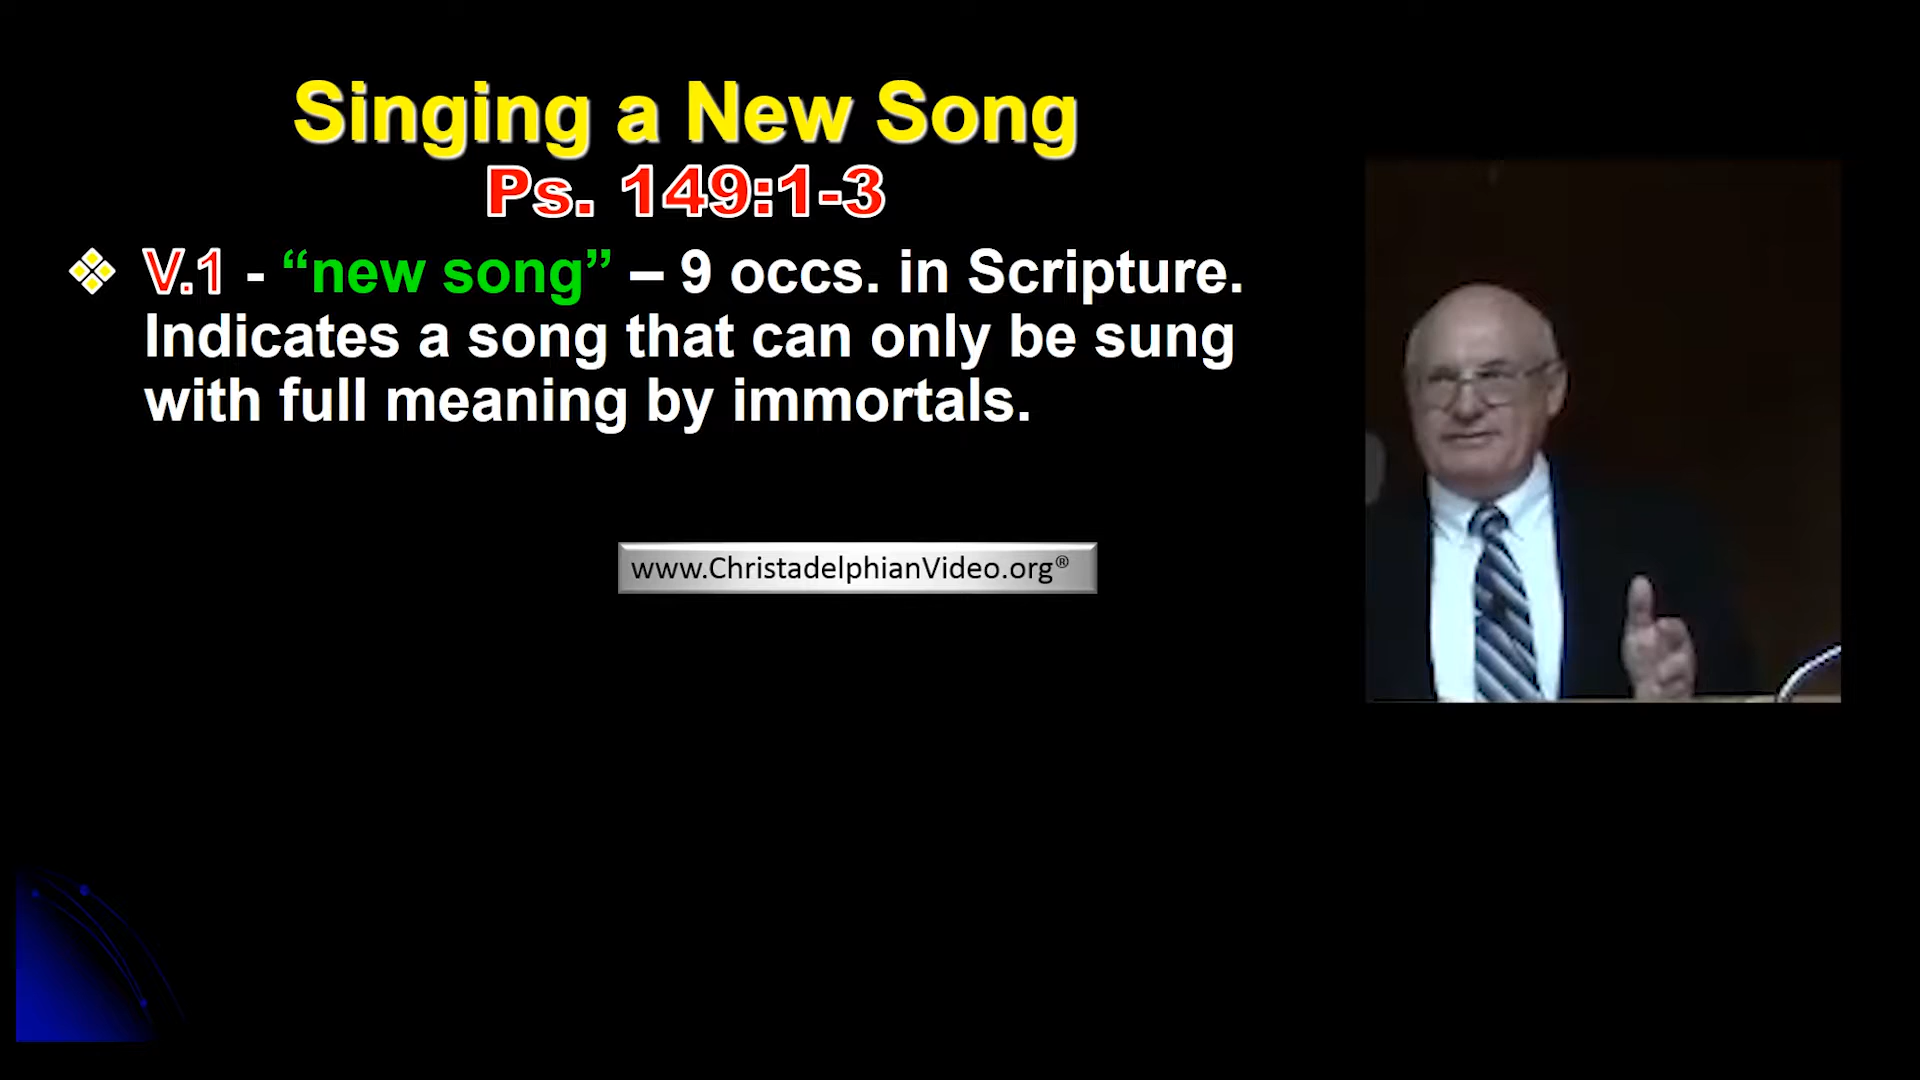 Singing a New Song
Ps. 149:1-3
V.1 - “new song” – 9 occs. in Scripture.
Indicates a song that can only be sung
with full meaning by immortals.
www.ChristadelphianVideo.org®